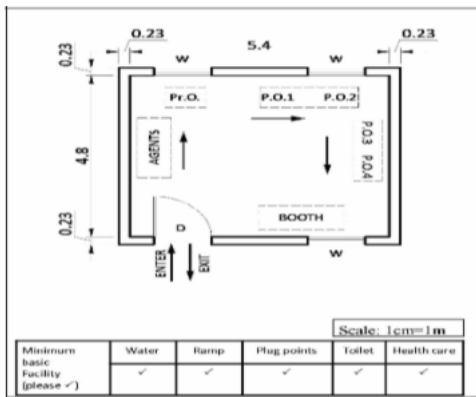 0.23 5.4 0.23
W W
0.23
Pr.O. P.O.1 P.O.2
AGENTS
P.O.3 P.O.4
4.8
BOOTH
D
0.23
W
ENTER EXIT
Scale: 1cm=1m
Minimum basic Facility (please ✓) Water Ramp Plug points Toilet Health care
✓ ✓ ✓ ✓ ✓